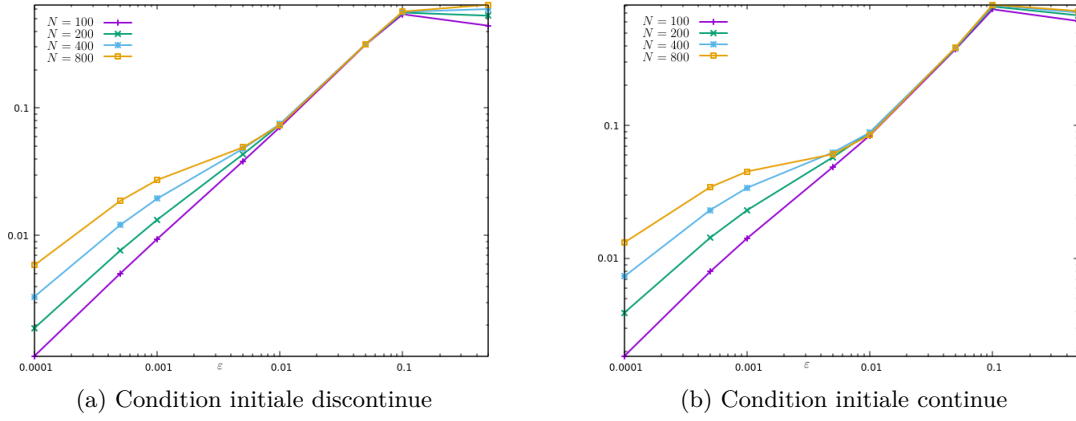 N = 100
N = 200
N = 400
N = 800
0.1
0.01
0.0001
0.001
0.01
0.1
ε
(a) Condition initiale discontinue
N = 100
N = 200
N = 400
N = 800
0.1
0.01
0.0001
0.001
0.01
0.1
ε
(b) Condition initiale continue